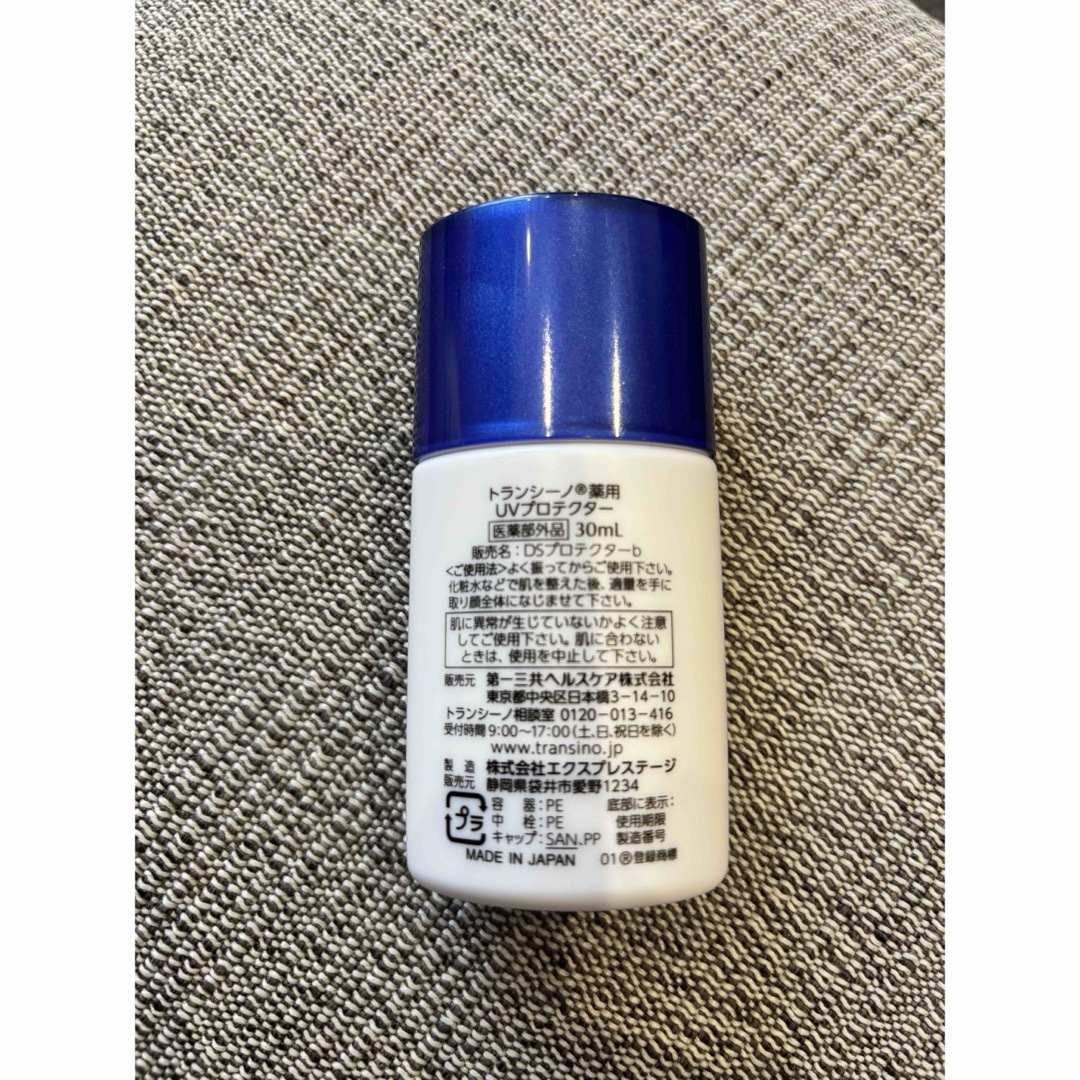 トランシーノ®薬用
UVプロテクター
医薬部外品 30mL
販売名：DSプロテクターb
<ご使用法>よく振ってからご使用下さい。
化粧水などで肌を整えた後、適量を手に
取り顔全体になじませて下さい。
肌に異常が生じていないかよく注意
してご使用下さい。肌に合わない
ときは、使用を中止して下さい。
販売元 第一三共ヘルスケア株式会社
東京都中央区日本橋3-14-10
トランシーノ相談室 0120-013-416
受付時間 9:00〜17:00(土、日、祝日を除く)
www.transino.jp
製造販売元 株式会社エクスプレステージ
静岡県袋井市愛野1234
プラ
容器：PE
中栓：PE
キャップ：SAN.PP
底部に表示：
使用期限
製造番号
MADE IN JAPAN 01 ®登録商標